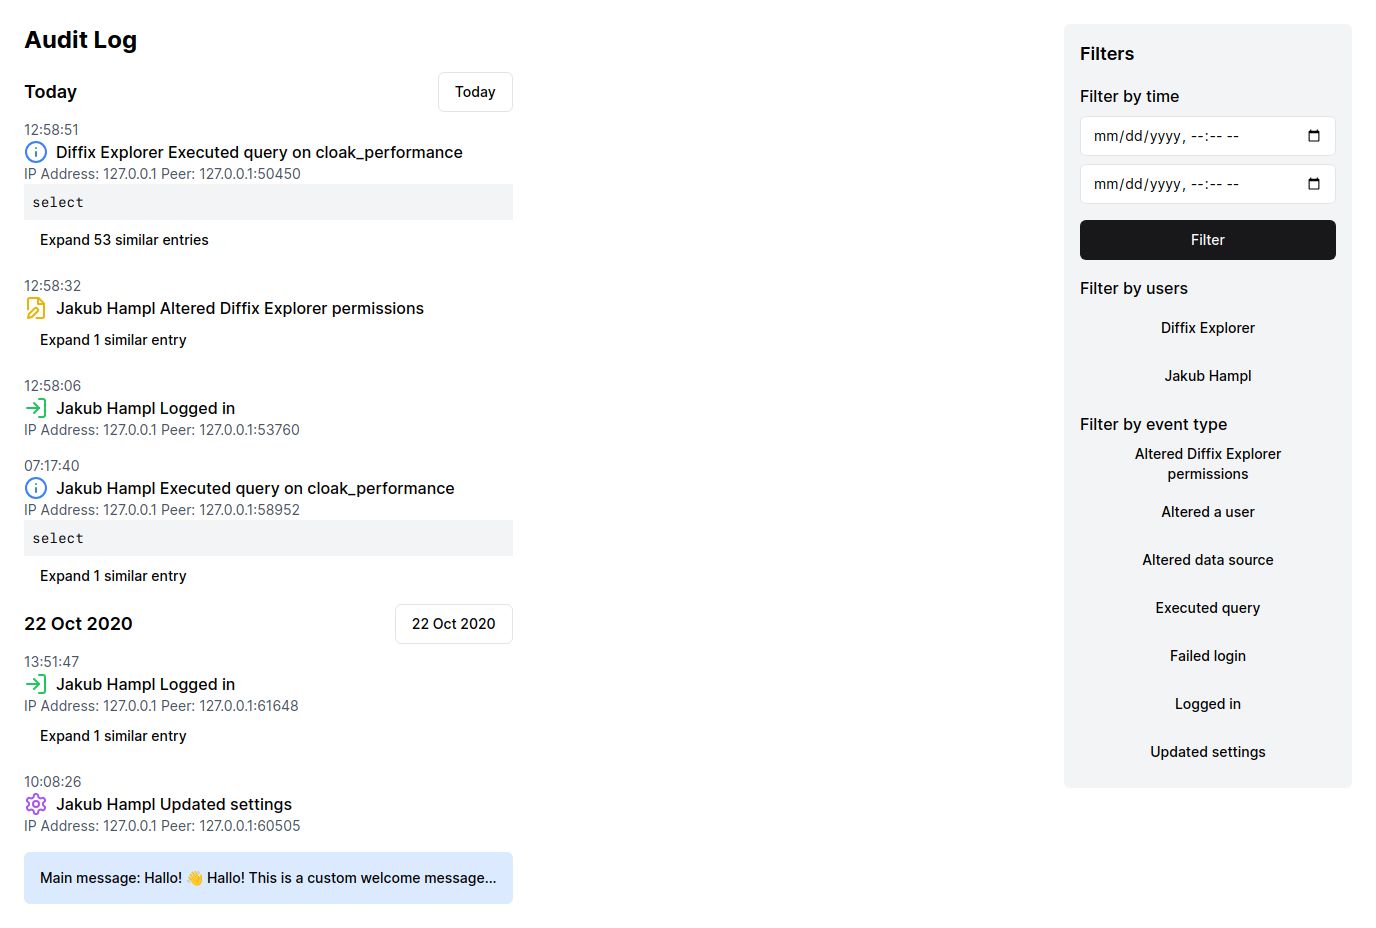 Audit Log
Today
Today
12:58:51
Diffix Explorer Executed query on cloak_performance
IP Address: 127.0.0.1 Peer: 127.0.0.1:50450
select
Expand 53 similar entries
12:58:32
Jakub Hampl Altered Diffix Explorer permissions
Expand 1 similar entry
12:58:06
Jakub Hampl Logged in
IP Address: 127.0.0.1 Peer: 127.0.0.1:53760
07:17:40
Jakub Hampl Executed query on cloak_performance
IP Address: 127.0.0.1 Peer: 127.0.0.1:58952
select
Expand 1 similar entry
22 Oct 2020
22 Oct 2020
13:51:47
Jakub Hampl Logged in
IP Address: 127.0.0.1 Peer: 127.0.0.1:61648
Expand 1 similar entry
10:08:26
Jakub Hampl Updated settings
IP Address: 127.0.0.1 Peer: 127.0.0.1:60505
Main message: Hallo! 👋 Hallo! This is a custom welcome message...
Filters
Filter by time
mm/dd/yyyy, --:-- --
mm/dd/yyyy, --:-- --
Filter
Filter by users
Diffix Explorer
Jakub Hampl
Filter by event type
Altered Diffix Explorer
permissions
Altered a user
Altered data source
Executed query
Failed login
Logged in
Updated settings